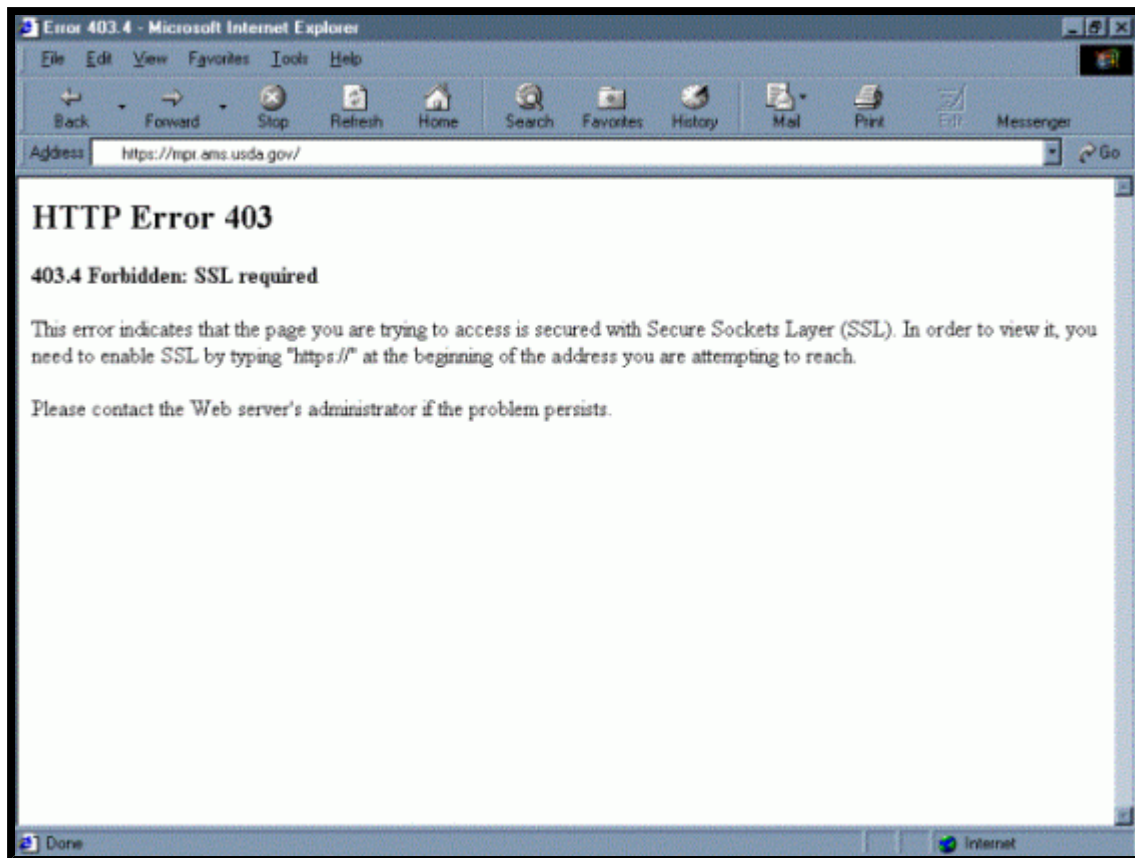 Error 403.4 - Microsoft Internet Explorer
File Edit View Favorites Tools Help
Back Forward Stop Refresh Home Search Favorites History Mail Print Edit Messenger
Address https://mpr.ams.usda.gov/ Go
HTTP Error 403
403.4 Forbidden: SSL required
This error indicates that the page you are trying to access is secured with Secure Sockets Layer (SSL). In order to view it, you
need to enable SSL by typing "https://" at the beginning of the address you are attempting to reach.
Please contact the Web server's administrator if the problem persists.
Done Internet